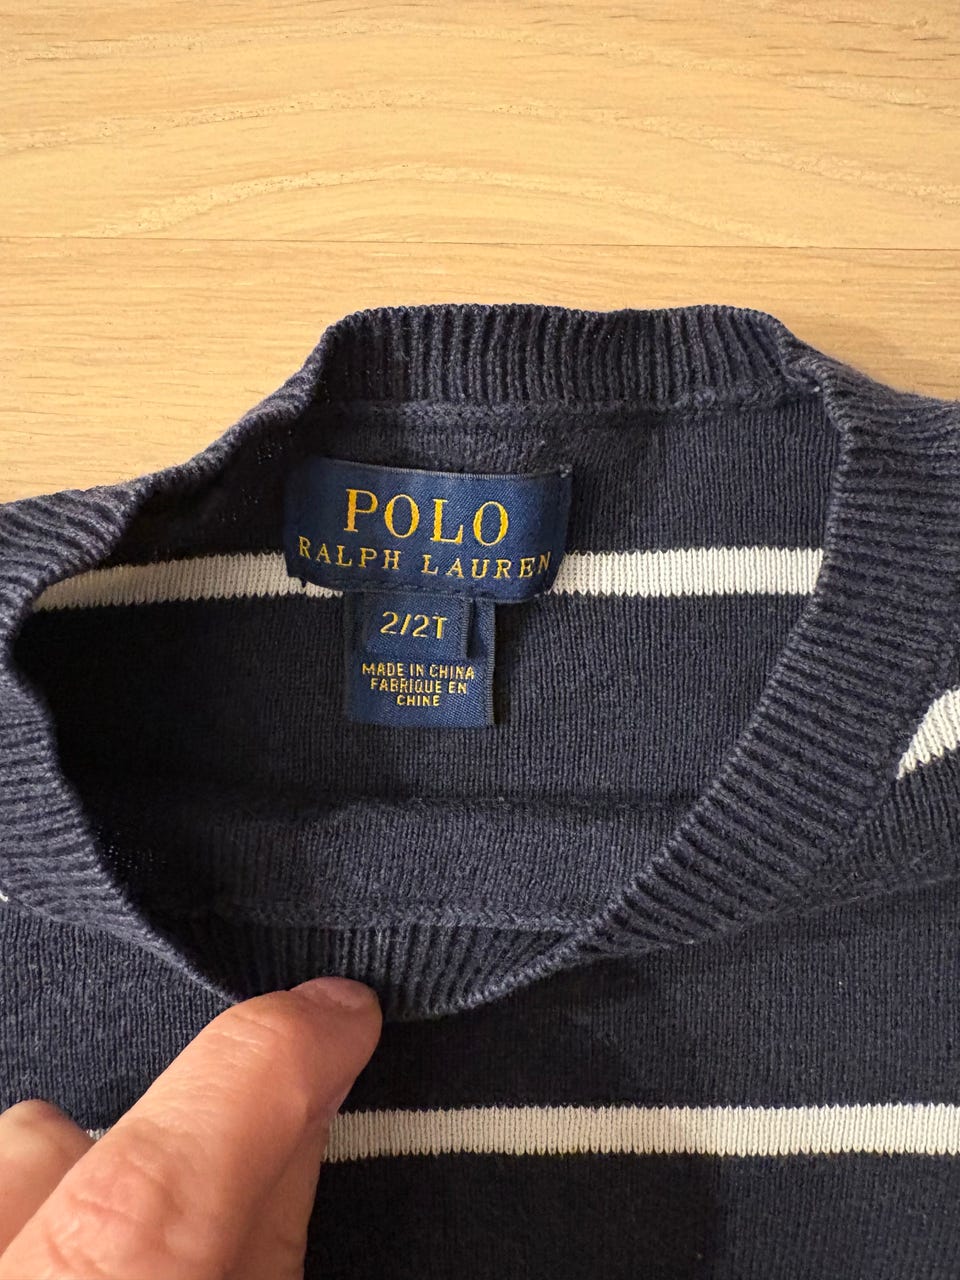 POLO
RALPH LAUREN
2/2T
MADE IN CHINA
FABRIQUE EN
CHINE